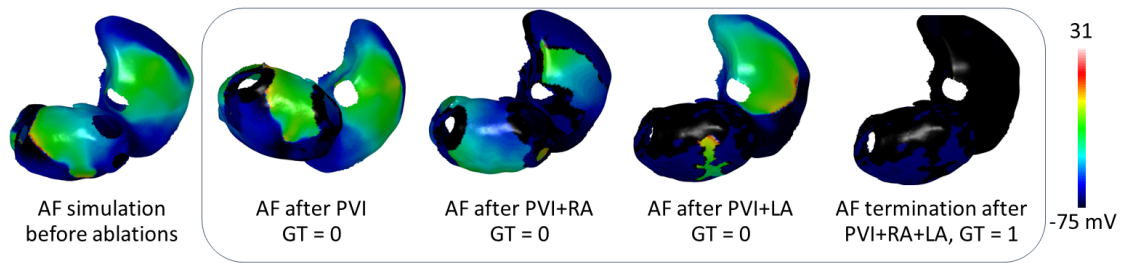 31
AF simulation
before ablations
AF after PVI
GT = 0
AF after PVI+RA
GT = 0
AF after PVI+LA
GT = 0
AF termination after
PVI+RA+LA, GT = 1
-75 mV